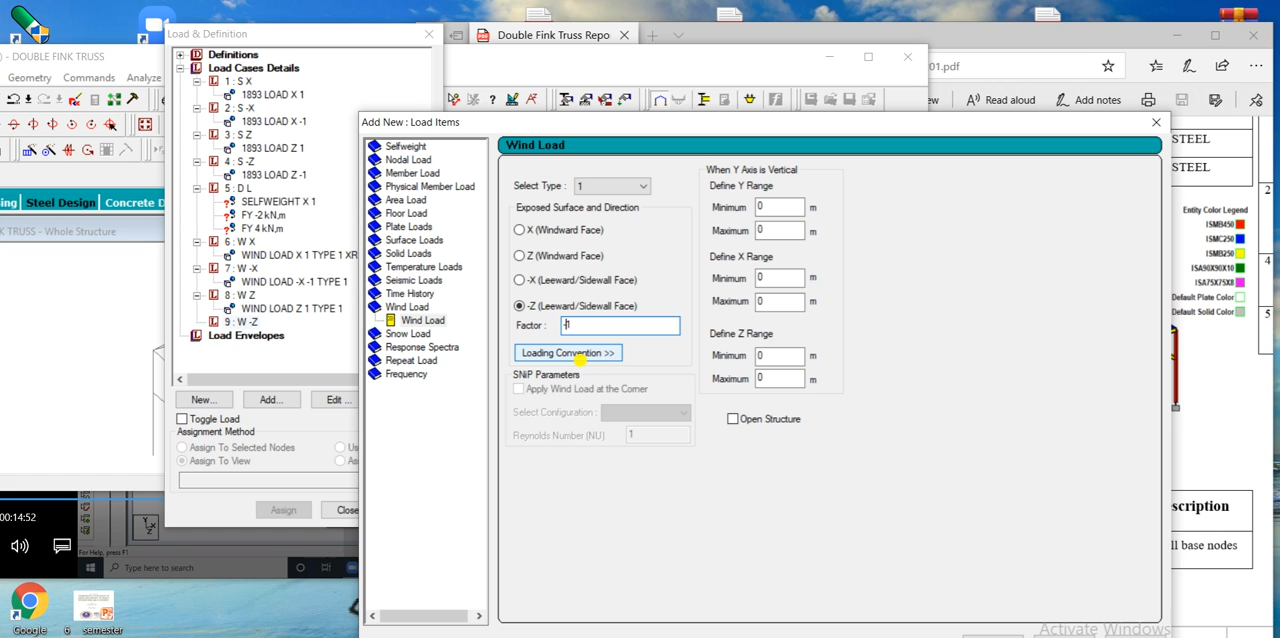 Load & Definition
Double Fink Truss Repo
) - DOUBLE FINK TRUSS
Geometry Commands Analyze
01.pdf
ew
Read aloud
Add notes
Definitions
Load Cases Details
1 : S X
1893 LOAD X 1
2 : S -X
1893 LOAD X -1
3 : S Z
1893 LOAD Z 1
4 : S -Z
1893 LOAD Z -1
5 : D L
SELFWEIGHT X 1
FY -2 kN,m
FY 4 kN,m
6 : W X
WIND LOAD X 1 TYPE 1 XR
7 : W -X
WIND LOAD -X -1 TYPE 1
8 : W Z
WIND LOAD Z 1 TYPE 1
9 : W -Z
Load Envelopes
ing Steel Design Concrete D
K TRUSS - Whole Structure
New... Add... Edit ...
Toggle Load
Assignment Method
Assign To Selected Nodes
Us
Assign To View
As
Assign
Close
Add New : Load Items
Selfweight
Nodal Load
Member Load
Physical Member Load
Area Load
Floor Load
Plate Loads
Surface Loads
Solid Loads
Temperature Loads
Seismic Loads
Time History
Wind Load
Wind Load
Snow Load
Response Spectra
Repeat Load
Frequency
Wind Load
Select Type : 1
Exposed Surface and Direction
X (Windward Face)
Z (Windward Face)
-X (Leeward/Sidewall Face)
-Z (Leeward/Sidewall Face)
Factor : -1
Loading Convention >>
SNiP Parameters
Apply Wind Load at the Corner
Select Configuration :
Reynolds Number (NU) 1
When Y Axis is Vertical
Define Y Range
Minimum 0 m
Maximum 0 m
Define X Range
Minimum 0 m
Maximum 0 m
Define Z Range
Minimum 0 m
Maximum 0 m
Open Structure
STEEL
STEEL
2
Entity Color Legend
ISMB450
ISMC250
ISMB250
ISA90X90X10
ISA75X75X8
Default Plate Color
Default Solid Color
4
5
scription
ll base nodes
00:14:52
For Help, press F1
Type here to search
Google
6
semester
Activate Windows